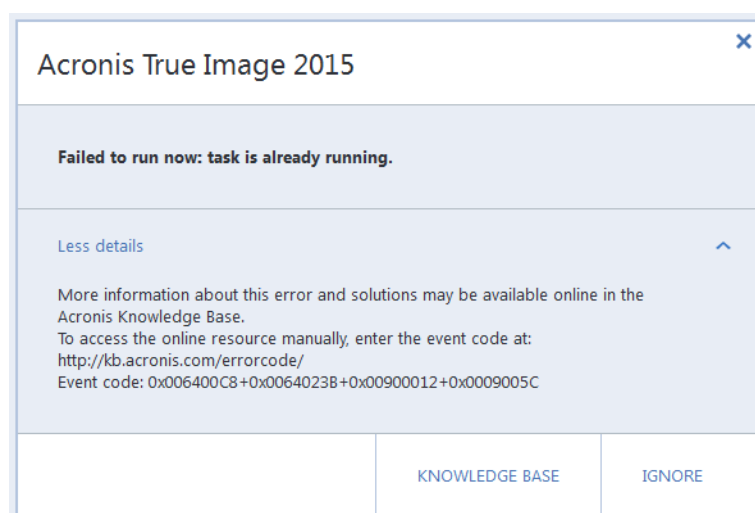 Acronis True Image 2015
Failed to run now: task is already running.
Less details
More information about this error and solutions may be available online in the
Acronis Knowledge Base.
To access the online resource manually, enter the event code at:
http://kb.acronis.com/errorcode/
Event code: 0x006400C8+0x0064023B+0x00900012+0x0009005C
KNOWLEDGE BASE
IGNORE